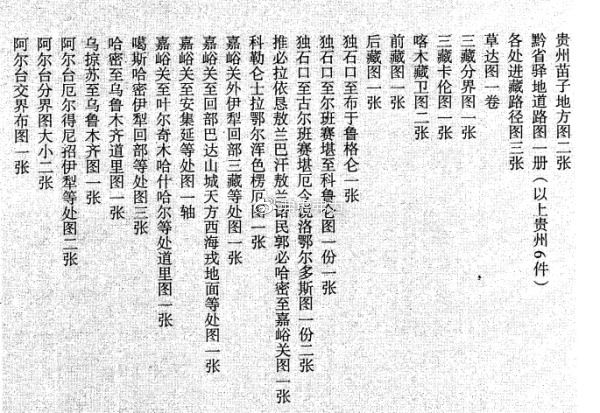 贵州苗子地方图二张
黔省驿地道路图一册（以上贵州6件）
各处进藏路径图三张
草达图一卷
三藏分界图一张
三藏卡伦图一张
喀木藏卫图二张
前藏图一张
后藏图一张
独石口至布于鲁格仑一张
独石口至尔班赛堪至科鲁仑图一份一张
独石口至古尔班赛堪厄今克洛鄂尔多斯图一份二张
推必拉依恳敖兰巴汗敖兰诺民郭必哈密至嘉峪关图一张
科勒仑士拉鄂尔浑色楞厄图一张
嘉峪关外伊犁回部三藏等处图一张
嘉峪关至回部巴达山城天方西海戎地面等处图一张
嘉峪关至安集延等处图一轴
嘉峪关至叶尔奇木哈什哈尔等处道里图一张
噶斯哈密伊犁回部等处图三张
哈密至乌鲁木齐道里图一张
乌掠苏至乌鲁木齐图一张
阿尔台厄尔得尼招伊犁等处图二张
阿尔台分界图大小二张
阿尔台交界布图一张